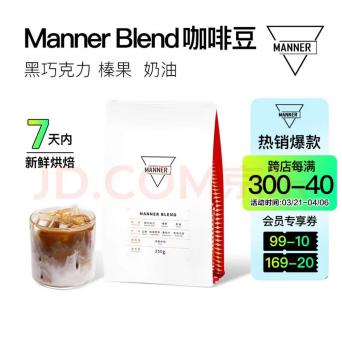 Manner Blend 咖啡豆
MANNER
黑巧克力 榛果 奶油
7天内
新鲜烘焙
MANNER
MANNER BLEND
250g
JD.COM
热销爆款
跨店每满
300-40
活动时间:03/21-04/06
会员专享券
99-10
169-20